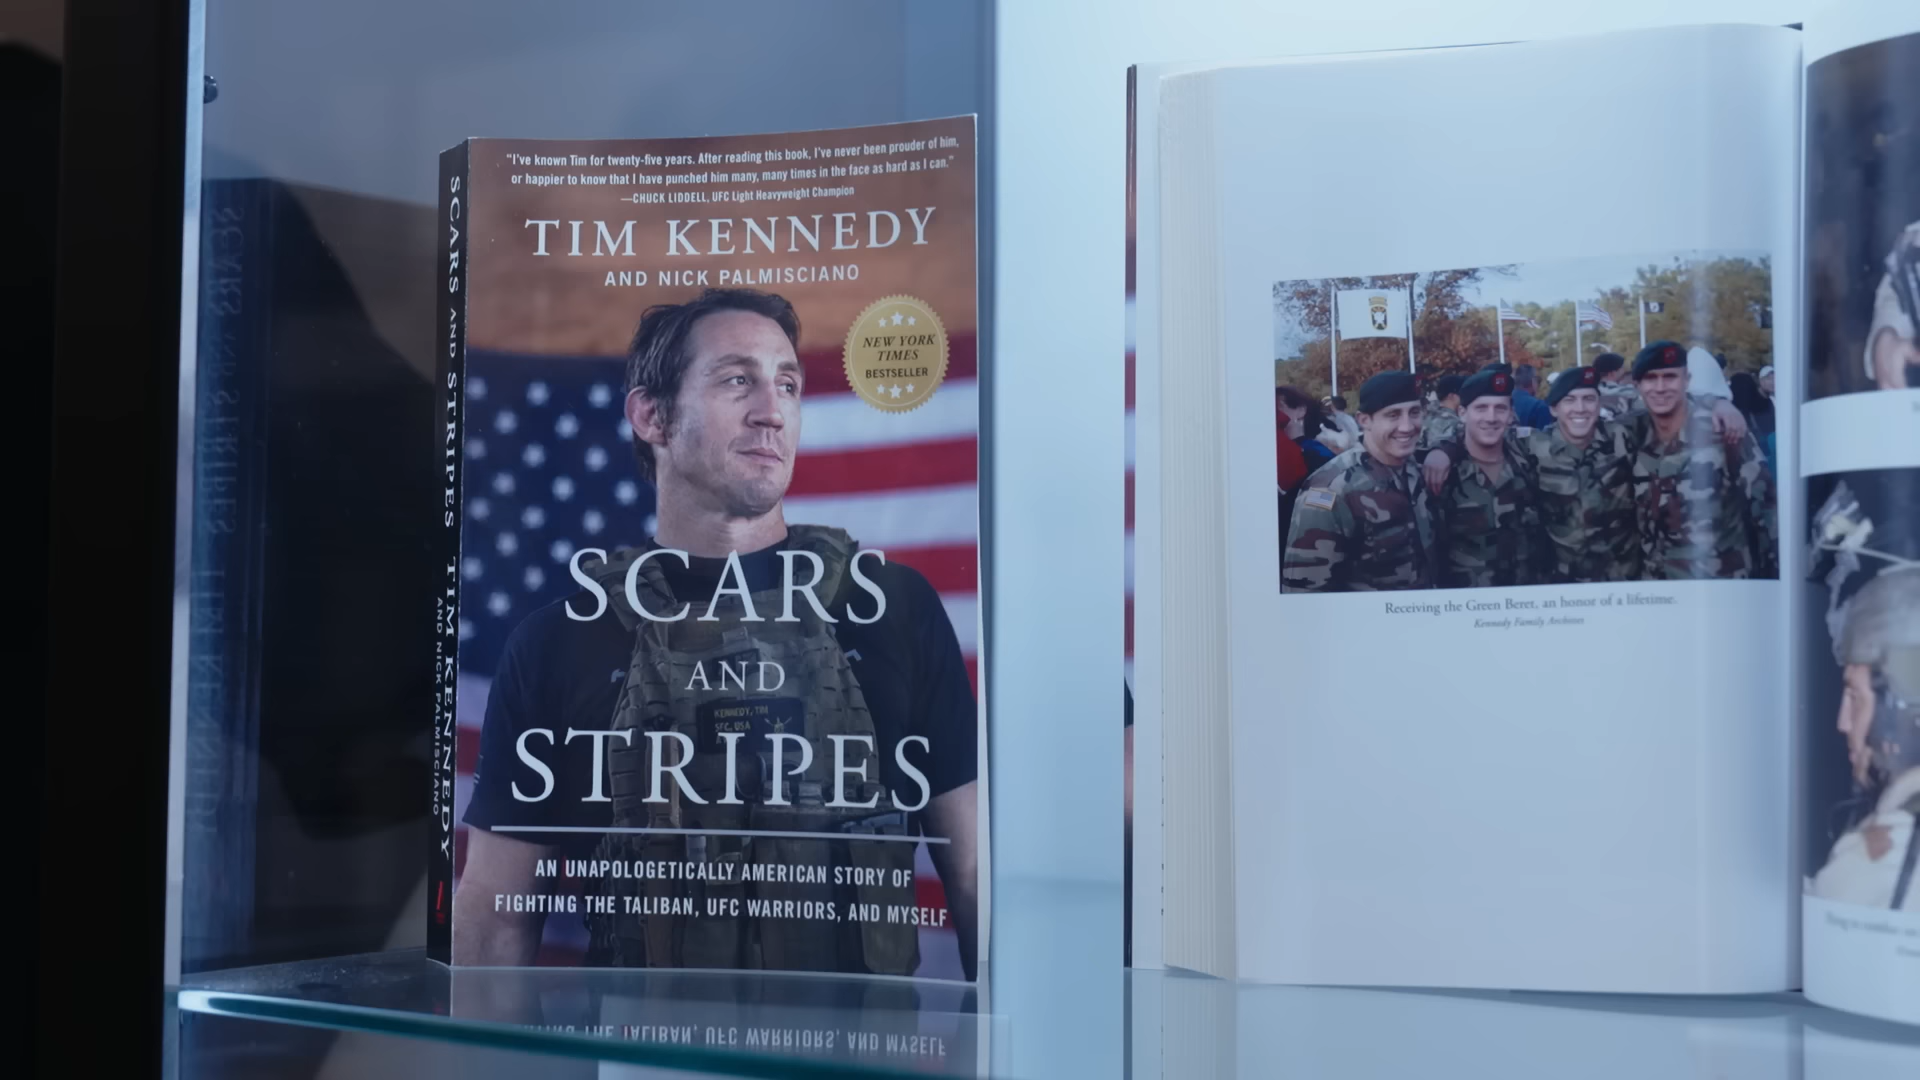 SCARS AND STRIPES TIM KENNEDY
AND NICK PALMISCIANO
"I've known Tim for twenty-five years. After reading this book, I've never been prouder of him,
or happier to know that I have punched him many, many times in the face as hard as I can."
—CHUCK LIDDELL, UFC Light Heavyweight Champion
TIM KENNEDY
AND NICK PALMISCIANO
NEW YORK
TIMES
BESTSELLER
SCARS
AND
KENNEDY, TIM
SFC, USA
STRIPES
AN UNAPOLOGETICALLY AMERICAN STORY OF
FIGHTING THE TALIBAN, UFC WARRIORS, AND MYSELF
Receiving the Green Beret, an honor of a lifetime.
Kennedy Family Archives